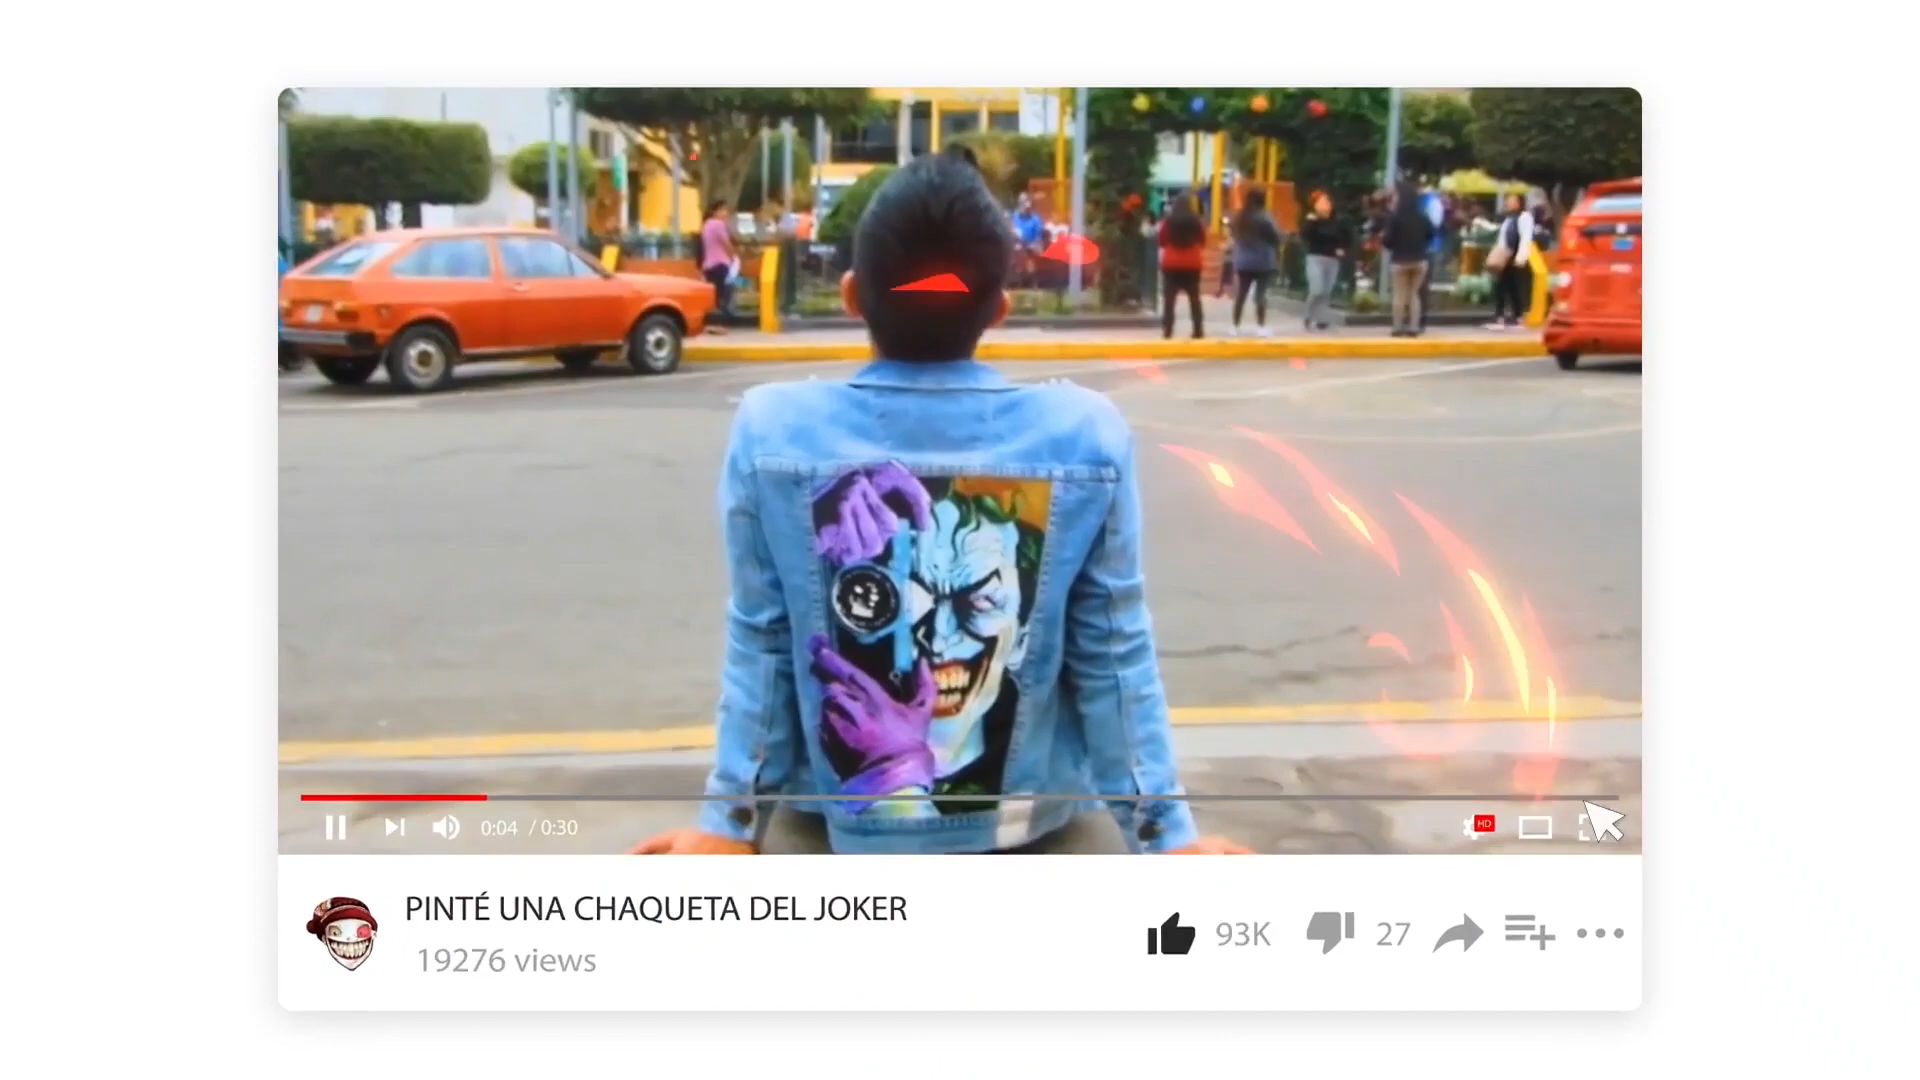 0:04 / 0:30
HD
PINTÉ UNA CHAQUETA DEL JOKER
19276 views
93K
27